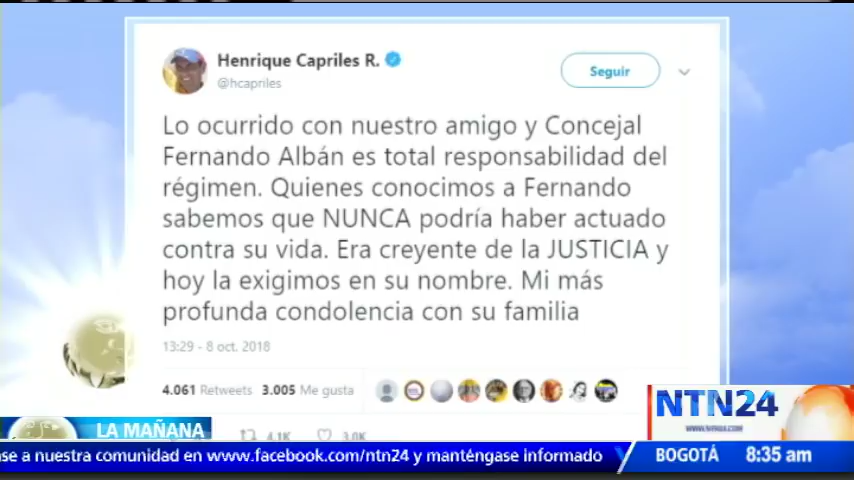 Henrique Capriles R.
@hcapriles
Seguir
Lo ocurrido con nuestro amigo y Concejal
Fernando Albán es total responsabilidad del
régimen. Quienes conocimos a Fernando
sabemos que NUNCA podría haber actuado
contra su vida. Era creyente de la JUSTICIA y
hoy la exigimos en su nombre. Mi más
profunda condolencia con su familia
13:29 - 8 oct. 2018
4.061 Retweets 3.005 Me gusta
4,1K 3,0K
NTN24
LA MAÑANA
se a nuestra comunidad en www.facebook.com/ntn24 y manténgase informado
BOGOTÁ 8:35 am